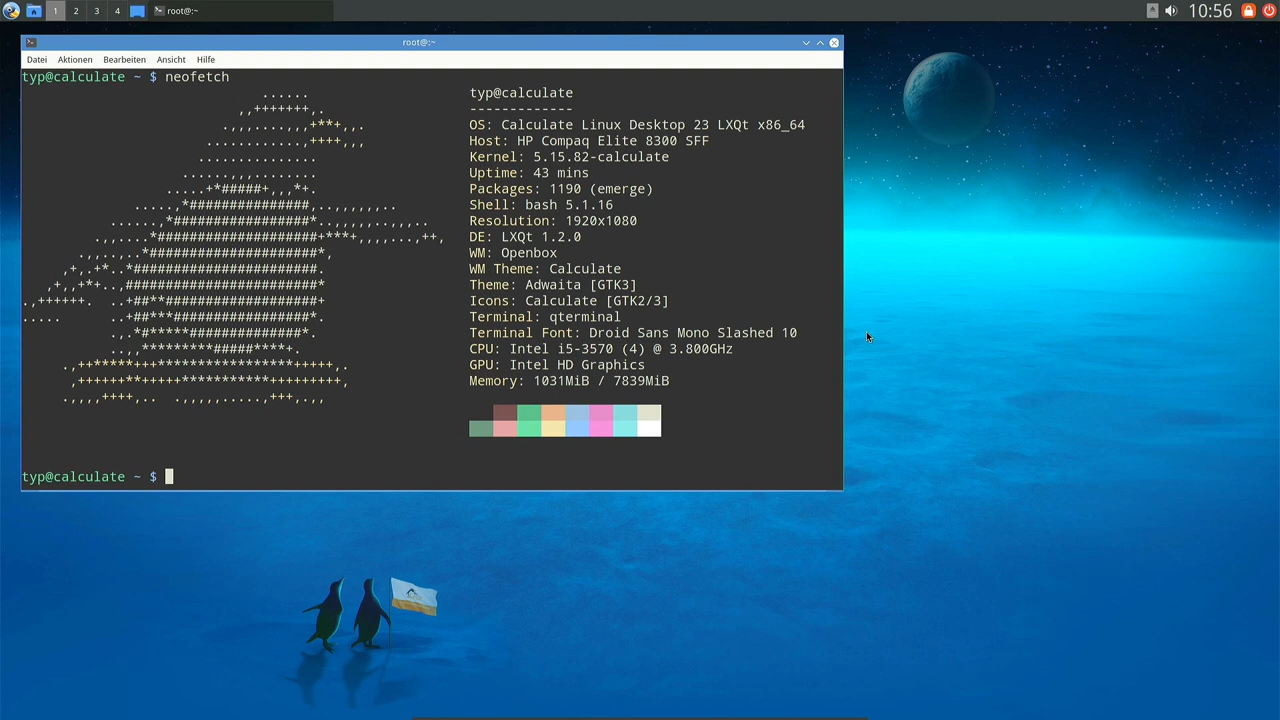 1 2 3 4 root@:~ 10:56
root@:~
Datei Aktionen Bearbeiten Ansicht Hilfe
typ@calculate ~ $ neofetch
typ@calculate
-------------
OS: Calculate Linux Desktop 23 LXQt x86_64
Host: HP Compaq Elite 8300 SFF
Kernel: 5.15.82-calculate
Uptime: 43 mins
Packages: 1190 (emerge)
Shell: bash 5.1.16
Resolution: 1920x1080
DE: LXQt 1.2.0
WM: Openbox
WM Theme: Calculate
Theme: Adwaita [GTK3]
Icons: Calculate [GTK2/3]
Terminal: qterminal
Terminal Font: Droid Sans Mono Slashed 10
CPU: Intel i5-3570 (4) @ 3.800GHz
GPU: Intel HD Graphics
Memory: 1031MiB / 7839MiB
typ@calculate ~ $